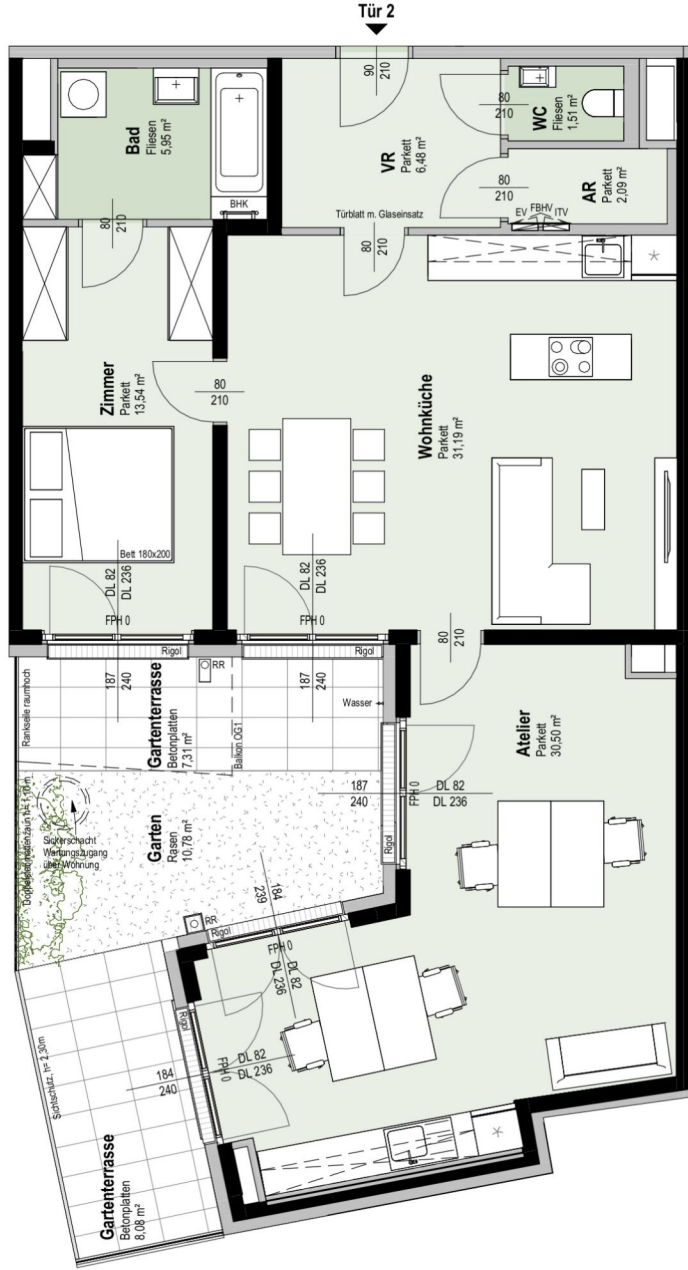 Tür 2
90
210
Bad
Fliesen
5,95 m²
BHK
VR
Parkett
6,48 m²
80
210
WC
Fliesen
1,51 m²
80
210
AR
Parkett
2,09 m²
Türblatt m. Glaseinsatz
EV FBHV ITV
80
210
80
210
Zimmer
Parkett
13,54 m²
80
210
Wohnküche
Parkett
31,19 m²
Bett 180x200
DL 82
DL 236
FPH 0
DL 82
DL 236
FPH 0
80
210
Rigol
Rigol
RR
187
240
187
240
Rankseile raumhoch
Gartenterrasse
Betonplatten
7,31 m²
Balkon OG1
Wasser
Atelier
Parkett
30,50 m²
187
240
FPH 0
DL 82
DL 236
Rigol
Sickerschacht
Wartungszugang
über Wohnung
Garten
Rasen
10,78 m²
184
239
RR
Rigol
FPH 0
DL 82
DL 236
Rigol
184
240
FPH 0
DL 82
DL 236
Sichtschutz, h= 2,30m
Gartenterrasse
Betonplatten
8,08 m²